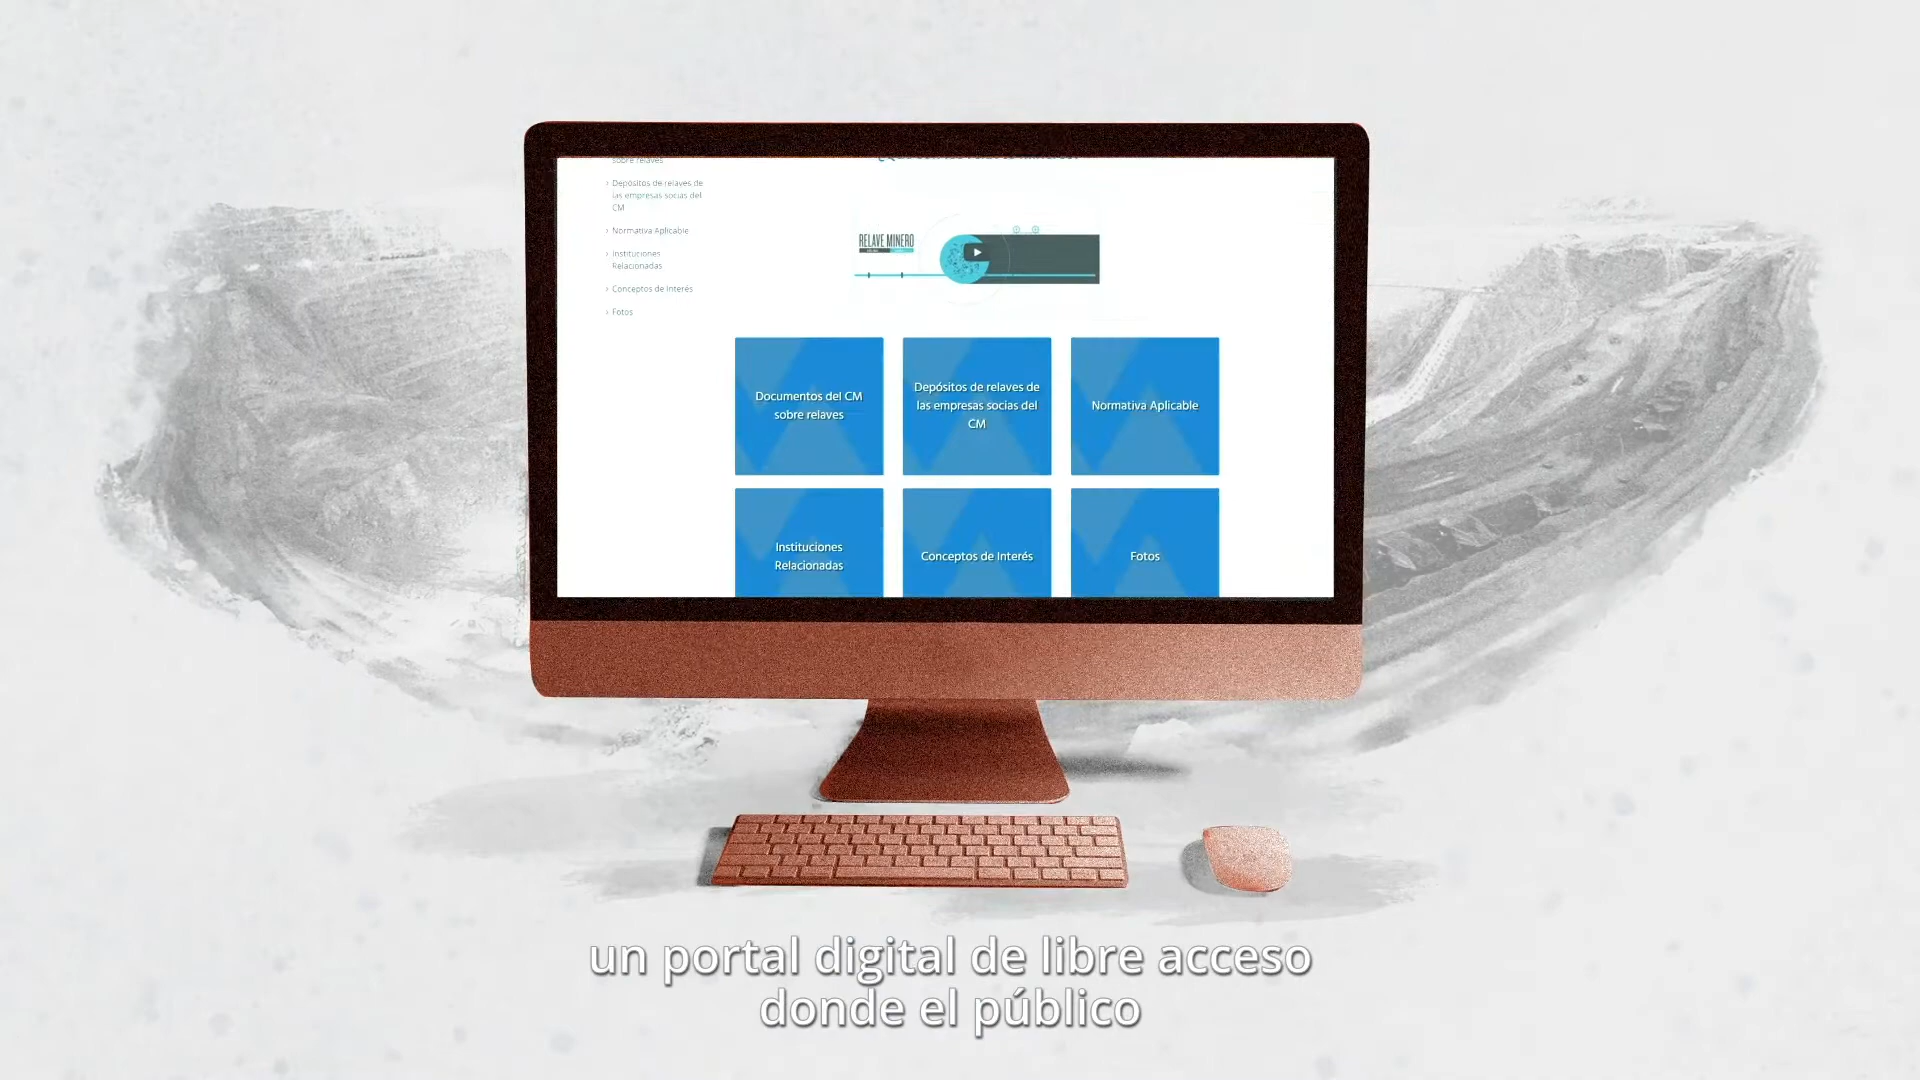 sobre relaves
› Depósitos de relaves de
las empresas socias del
CM
› Normativa Aplicable
› Instituciones
Relacionadas
› Conceptos de Interés
› Fotos
RELAVE MINERO
Documentos del CM
sobre relaves
Depósitos de relaves de
las empresas socias del
CM
Normativa Aplicable
Instituciones
Relacionadas
Conceptos de Interés
Fotos
un portal digital de libre acceso
donde el público